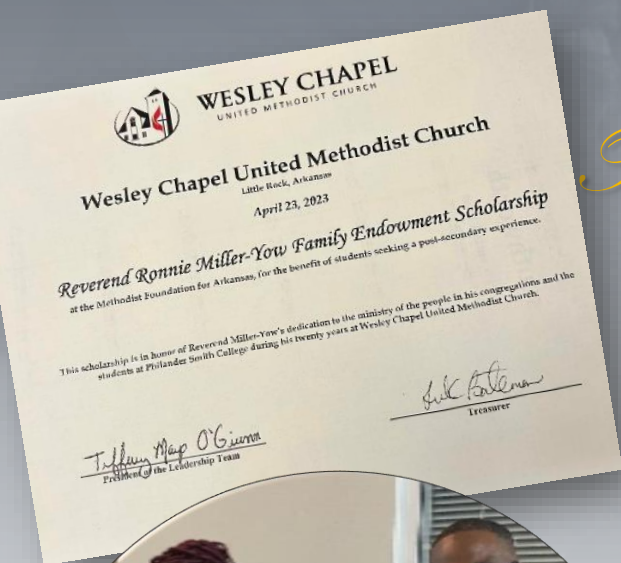 WESLEY CHAPEL
UNITED METHODIST CHURCH
Wesley Chapel United Methodist Church
Little Rock, Arkansas
April 23, 2023
Reverend Ronnie Miller-Yow Family Endowment Scholarship
at the Methodist Foundation for Arkansas, for the benefit of students seeking a post-secondary experience.
This scholarship is in honor of Reverend Miller-Yow's dedication to the ministry of the people in his congregations and the
students at Philander Smith College during his twenty years at Wesley Chapel United Methodist Church.
Tiffany Mays O'Guinn
President of the Leadership Team
Treasurer